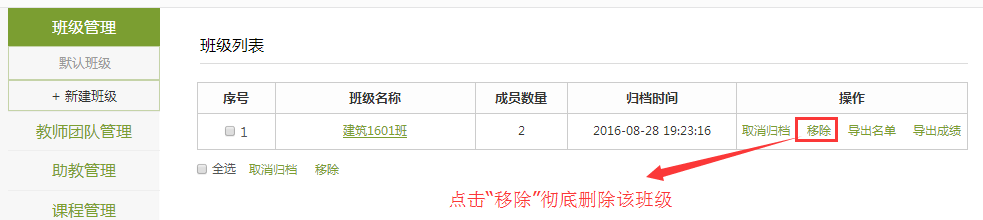 班级管理
默认班级
+ 新建班级
教师团队管理
助教管理
课程管理
班级列表
序号 班级名称 成员数量 归档时间 操作
1 建筑1601班 2 2016-08-28 19:23:16 取消归档 移除 导出名单 导出成绩
全选 取消归档 移除
点击“移除”彻底删除该班级